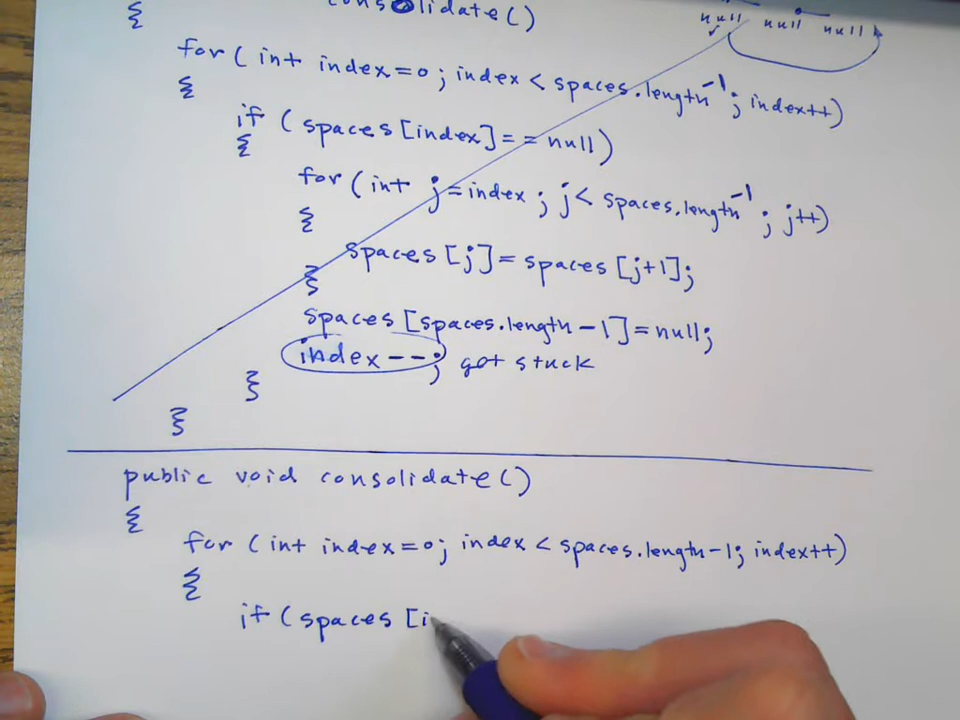 consolidate()
null null null
{
for (int index=0; index < spaces.length-1; index++)
{
if (spaces[index]==null)
{
for (int j=index; j< spaces.length-1; j++)
{
spaces[j]=spaces[j+1];
}
spaces[spaces.length-1]=null;
index--; got stuck
}
}
public void consolidate()
{
for (int index=0; index < spaces.length-1; index++)
{
if (spaces [i